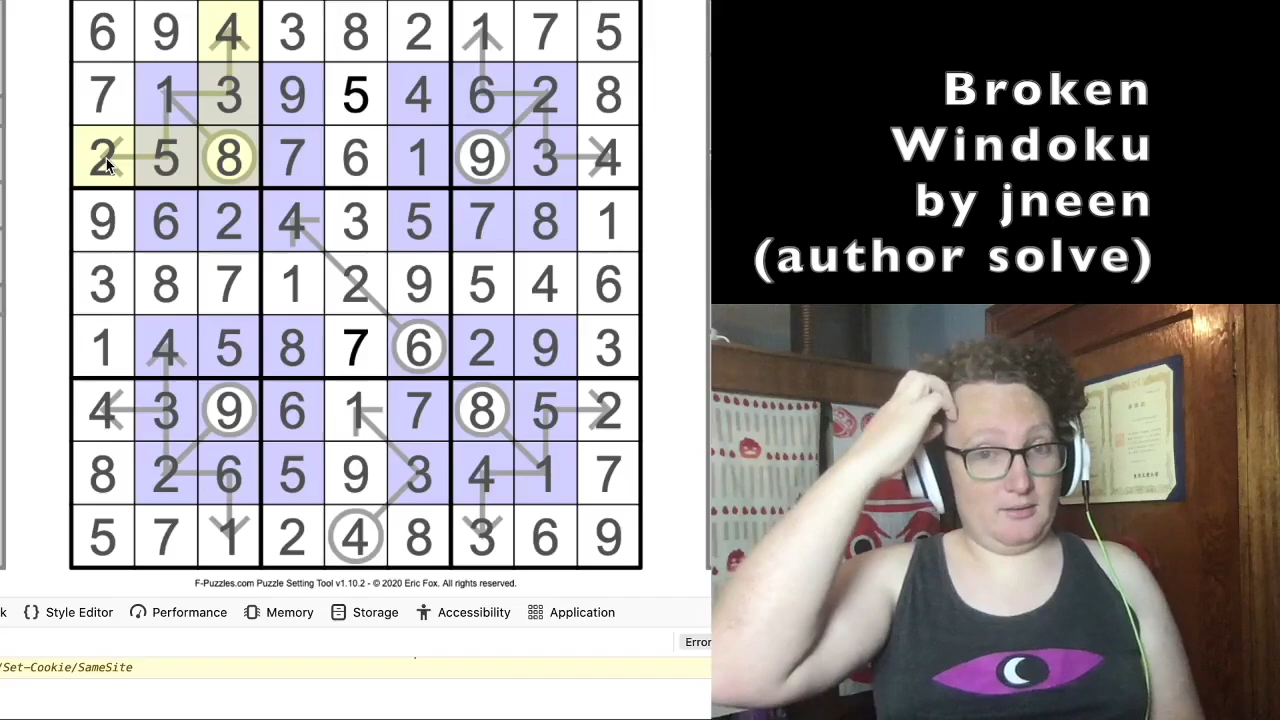 6 9 4 3 8 2 1 7 5
7 1 3 9 5 4 6 2 8
2 5 8 7 6 1 9 3 4
9 6 2 4 3 5 7 8 1
3 8 7 1 2 9 5 4 6
1 4 5 8 7 6 2 9 3
4 3 9 6 1 7 8 5 2
8 2 6 5 9 3 4 1 7
5 7 1 2 4 8 3 6 9
F-Puzzles.com Puzzle Setting Tool v1.10.2 - © 2020 Eric Fox. All rights reserved.
k {} Style Editor Performance Memory Storage Accessibility Application
Error
/Set-Cookie/SameSite
Broken
Windoku
by jneen
(author solve)